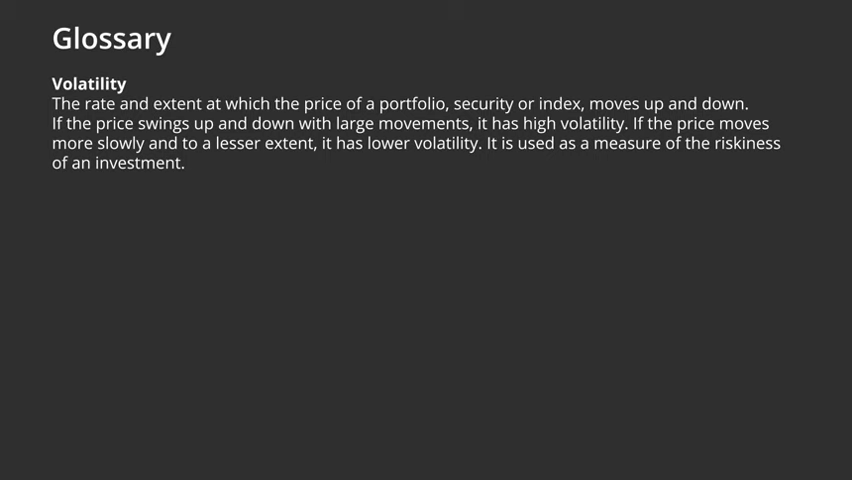 Glossary
Volatility
The rate and extent at which the price of a portfolio, security or index, moves up and down.
If the price swings up and down with large movements, it has high volatility. If the price moves
more slowly and to a lesser extent, it has lower volatility. It is used as a measure of the riskiness
of an investment.